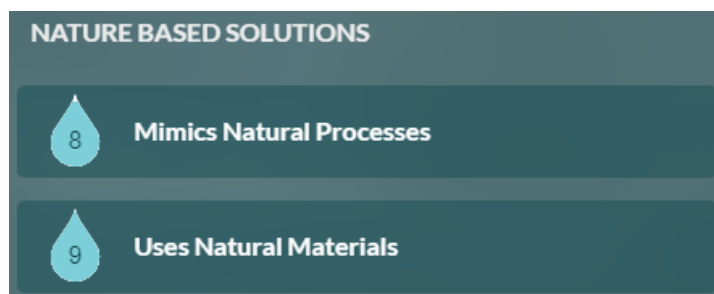 NATURE BASED SOLUTIONS
8 Mimics Natural Processes
9 Uses Natural Materials